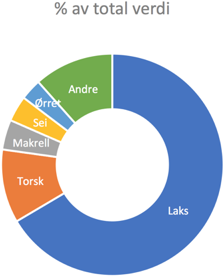 % av total verdi
Ørret
Andre
Sei
Makrell
Torsk
Laks